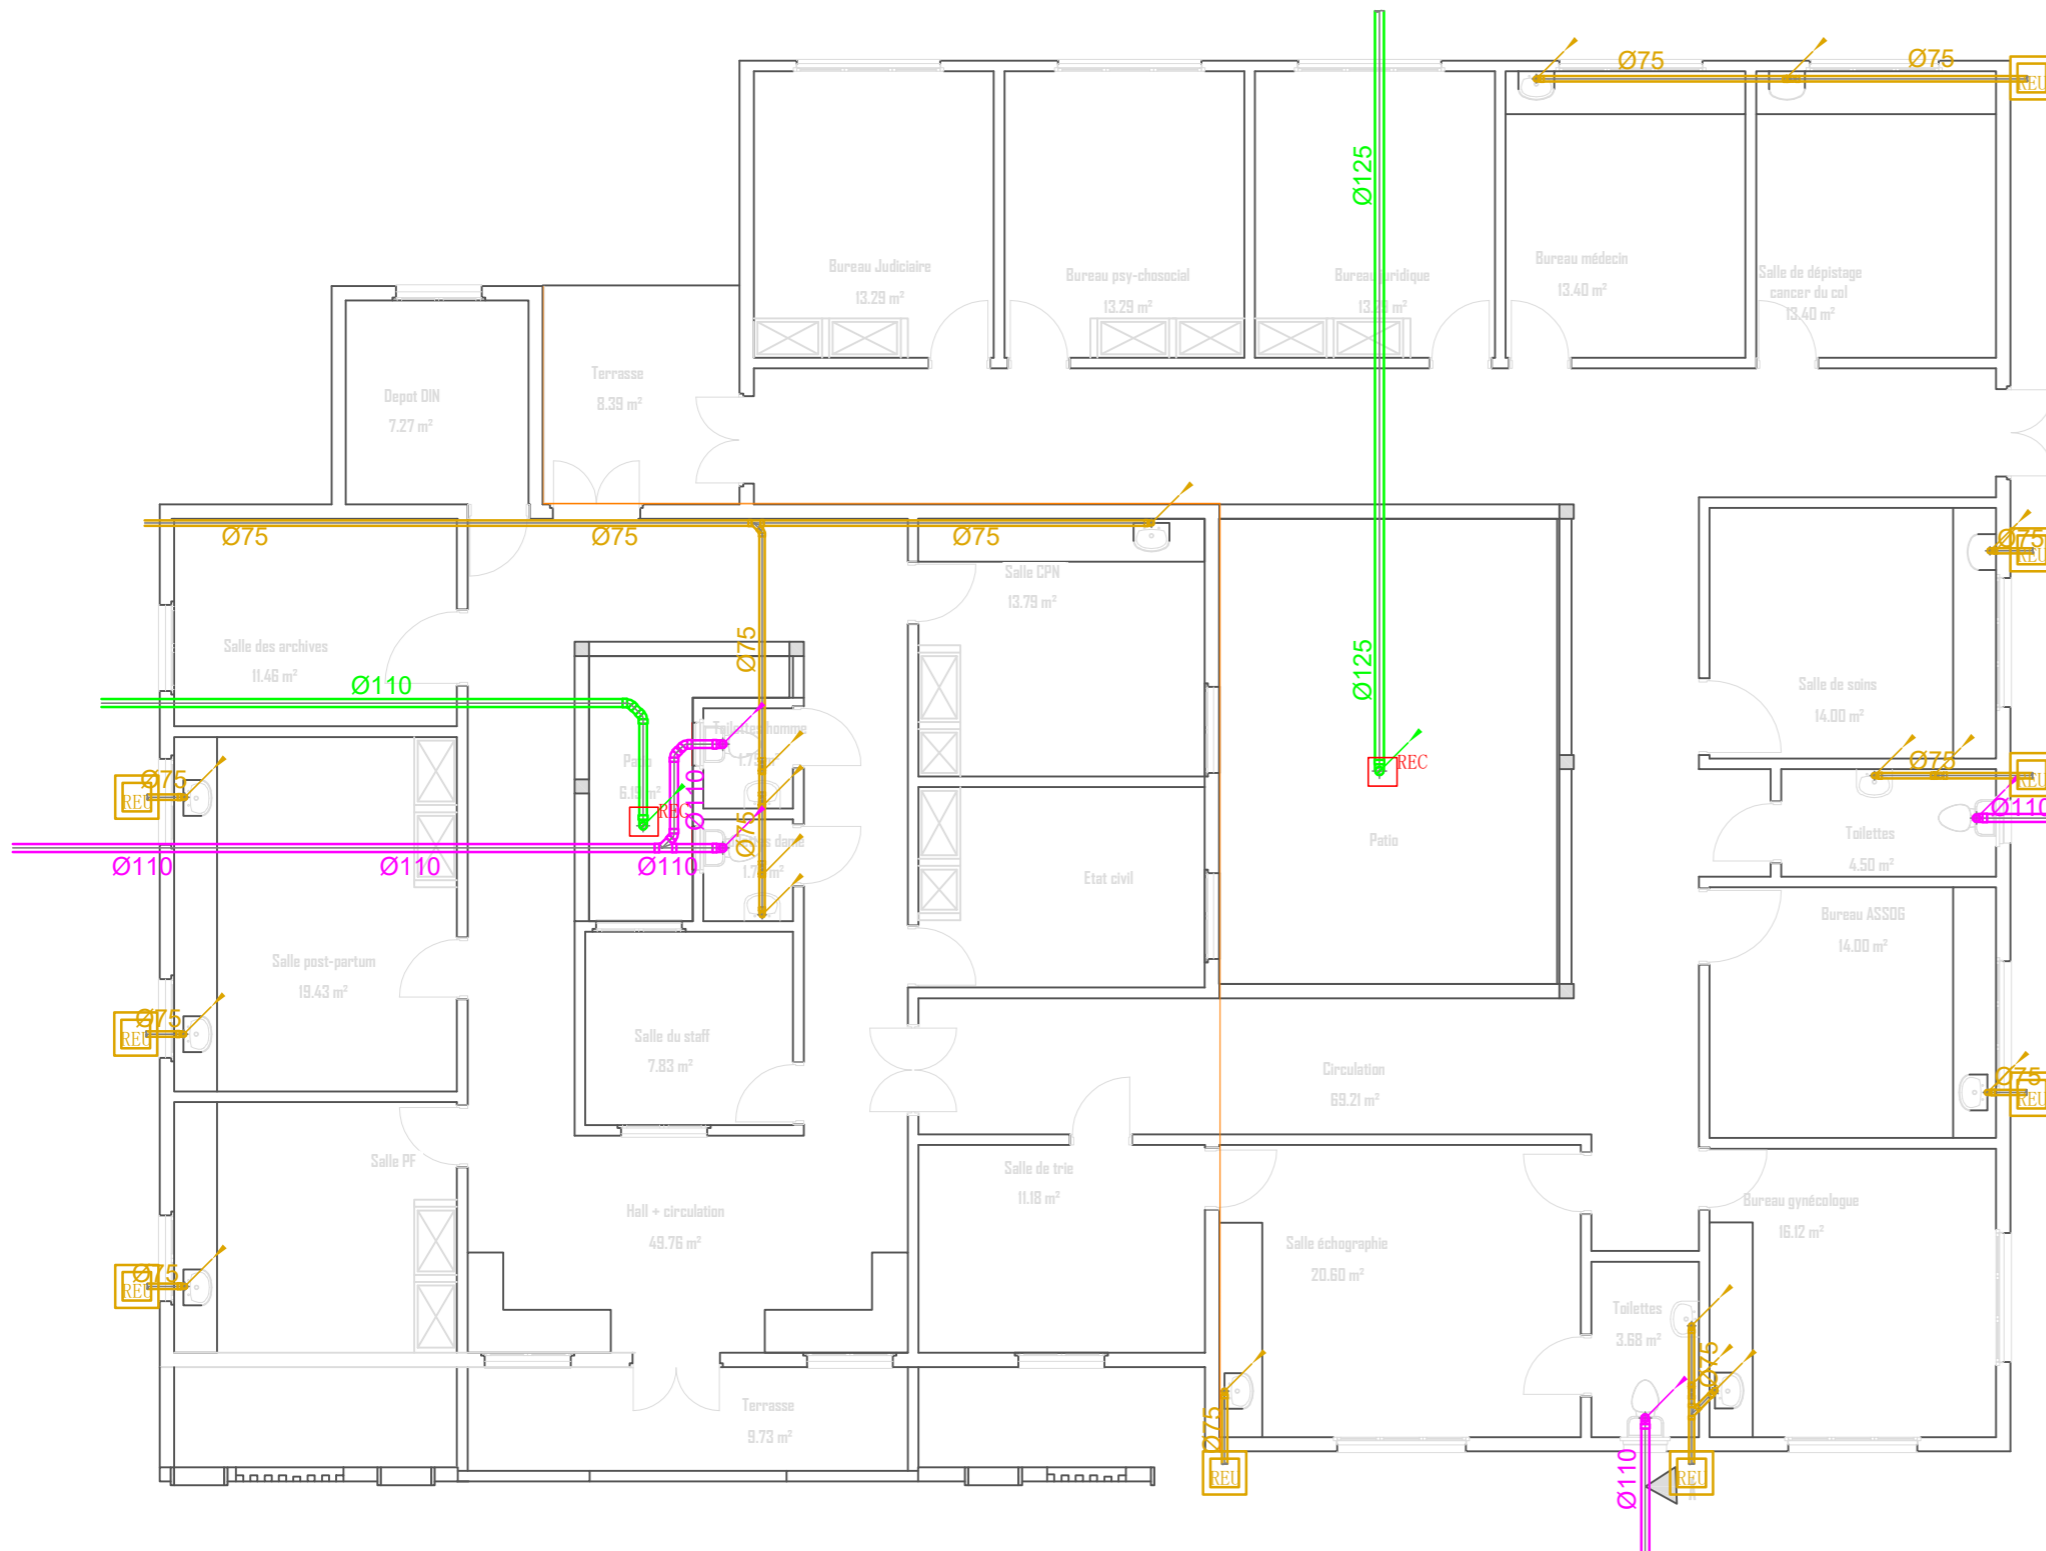 Ø75
Ø75
REU
Ø125
Bureau Judiciaire
13.29 m²
Bureau psy-chosocial
13.29 m²
Bureau juridique
Bureau médecin
13.40 m²
Salle de dépistage
cancer du col
13.40 m²
Terrasse
8.39 m²
Depot DIN
7.27 m²
Ø75
Ø75
Ø75
Ø75
REU
Salle CPN
13.79 m²
Salle des archives
11.46 m²
Ø75
Ø125
Ø110
Salle de soins
14.00 m²
Toilettes homme
Patio
REC
Ø75
REU
Ø75
REU
Ø110
REC
Ø110
Toilettes
4.50 m²
Patio
Ø75
Ø110
Ø110
Ø110
Etat civil
Bureau ASSOG
14.00 m²
Salle post-partum
19.43 m²
Ø75
REU
Salle du staff
7.83 m²
Circulation
69.21 m²
Ø75
REU
Salle PF
Salle de trie
11.18 m²
Hall + circulation
49.76 m²
Bureau gynécologue
16.12 m²
Salle échographie
20.60 m²
Ø75
REU
Toilettes
3.68 m²
Ø75
Terrasse
9.73 m²
Ø75
REU
Ø110
REU